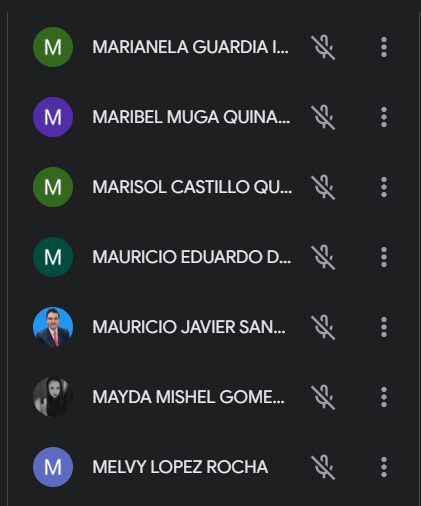 M MARIANELA GUARDIA I...
M MARIBEL MUGA QUINA...
M MARISOL CASTILLO QU...
M MAURICIO EDUARDO D...
MAURICIO JAVIER SAN...
MAYDA MISHEL GOME...
M MELVY LOPEZ ROCHA